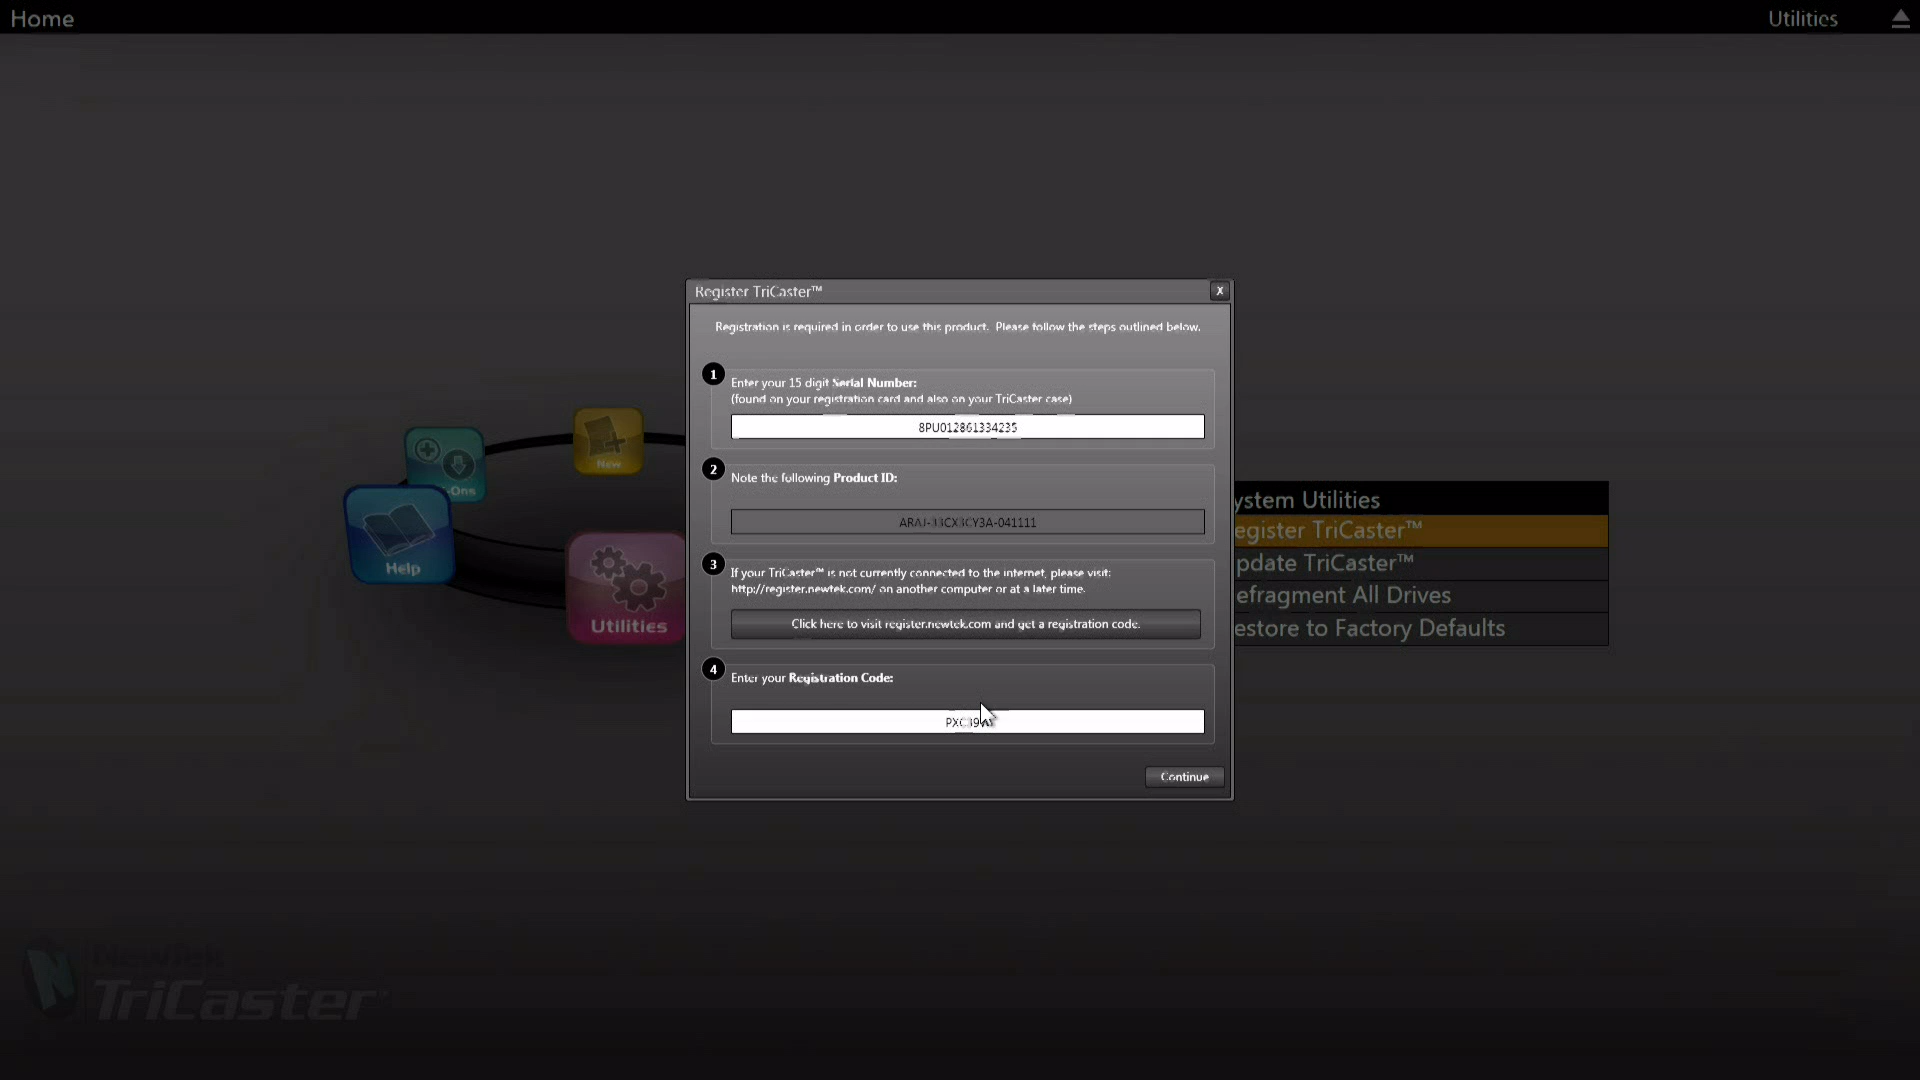 Home
Utilities
Register TriCaster™
X
Registration is required in order to use this product. Please follow the steps outlined below.
1
Enter your 15 digit Serial Number:
(found on your registration card and also on your TriCaster case)
8PU012861334235
2
Note the following Product ID:
ARAJ-33CX3CY3A-041111
3
If your TriCaster™ is not currently connected to the internet, please visit:
http://register.newtek.com/ on another computer or at a later time.
Click here to visit register.newtek.com and get a registration code.
4
Enter your Registration Code:
Continue
New
-Ons
Help
Utilities
ystem Utilities
egister TriCaster™
pdate TriCaster™
efragment All Drives
estore to Factory Defaults
NewTek
TriCaster